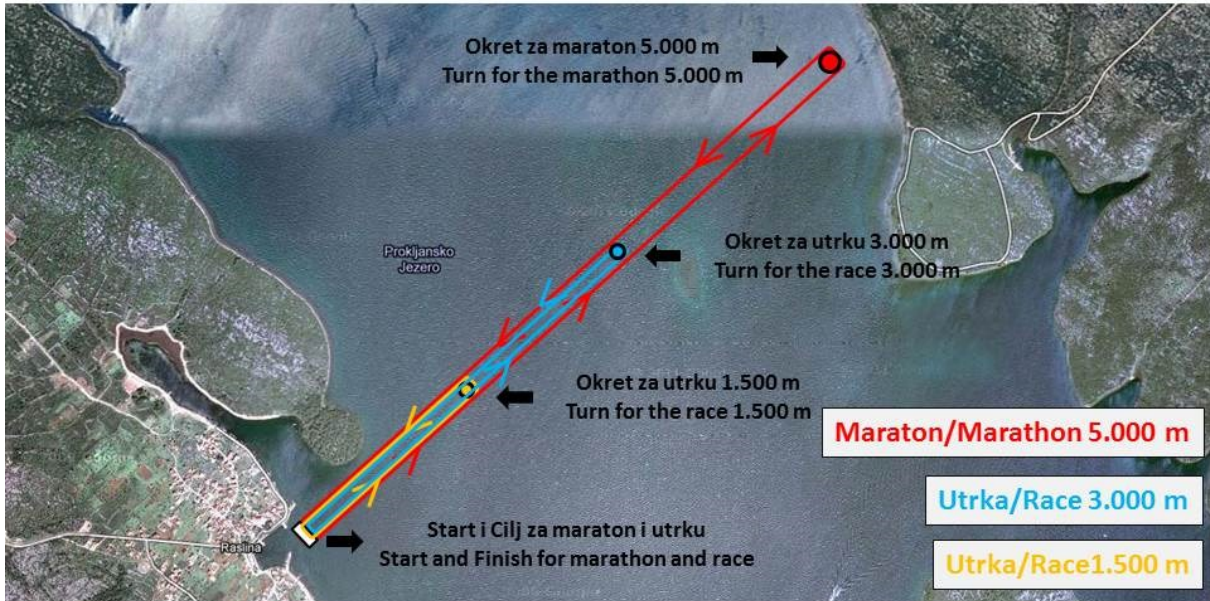 Okret za maraton 5.000 m
Turn for the marathon 5.000 m
Prokljansko
Jezero
Okret za utrku 3.000 m
Turn for the race 3.000 m
Okret za utrku 1.500 m
Turn for the race 1.500 m
Maraton/Marathon 5.000 m
Utrka/Race 3.000 m
Utrka/Race1.500 m
Start i Cilj za maraton i utrku
Start and Finish for marathon and race
Raslina